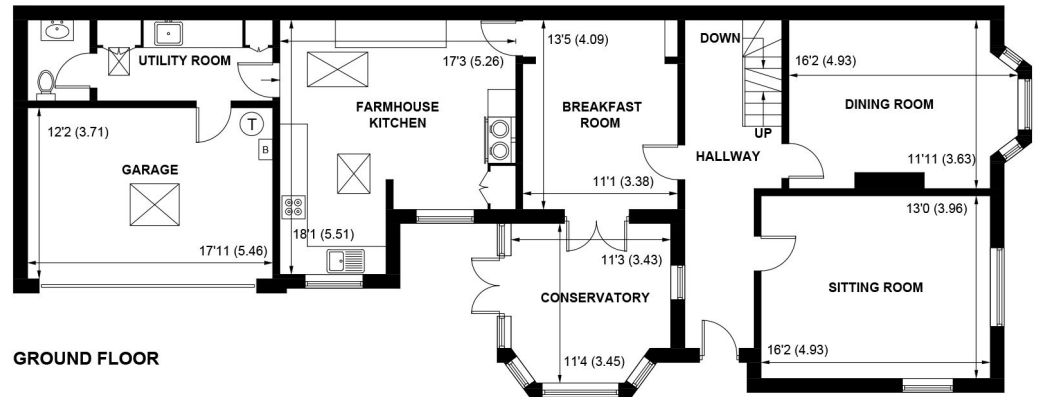 DOWN
13'5 (4.09)
17'3 (5.26)
UTILITY ROOM
16'2 (4.93)
FARMHOUSE
KITCHEN
BREAKFAST
ROOM
DINING ROOM
12'2 (3.71)
T
UP
B
HALLWAY
GARAGE
11'11 (3.63)
11'1 (3.38)
13'0 (3.96)
18'1 (5.51)
17'11 (5.46)
11'3 (3.43)
CONSERVATORY
SITTING ROOM
GROUND FLOOR
11'4 (3.45)
16'2 (4.93)